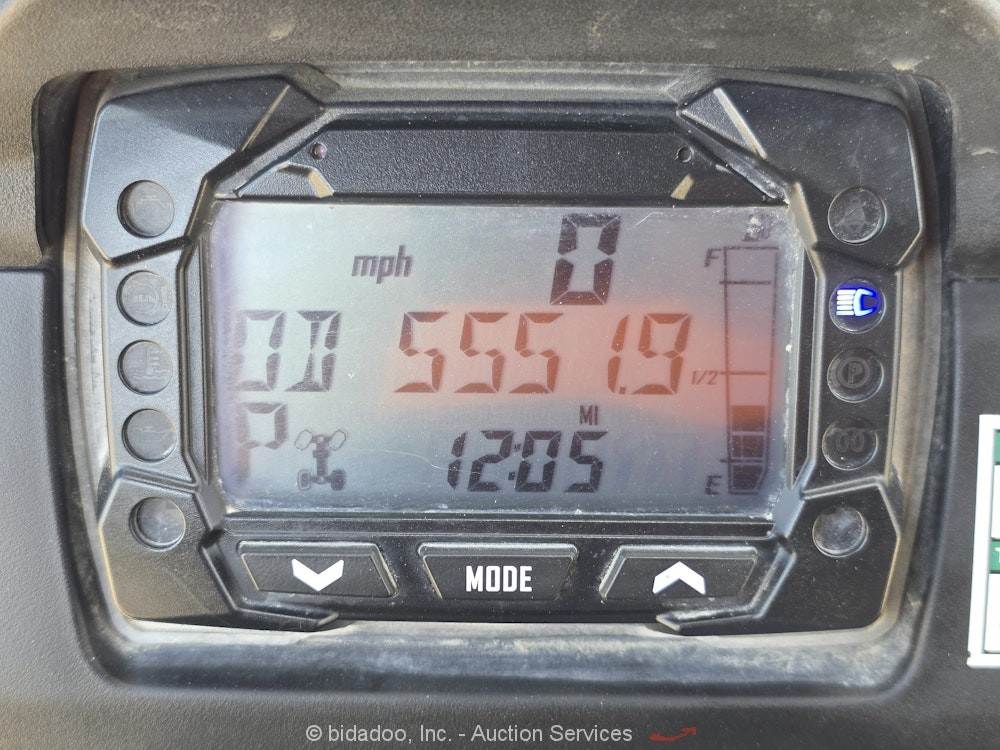 0
mph
F
OD 5551.9
1/2
MI
P 12:05
E
MODE
© bidadoo, Inc. - Auction Services